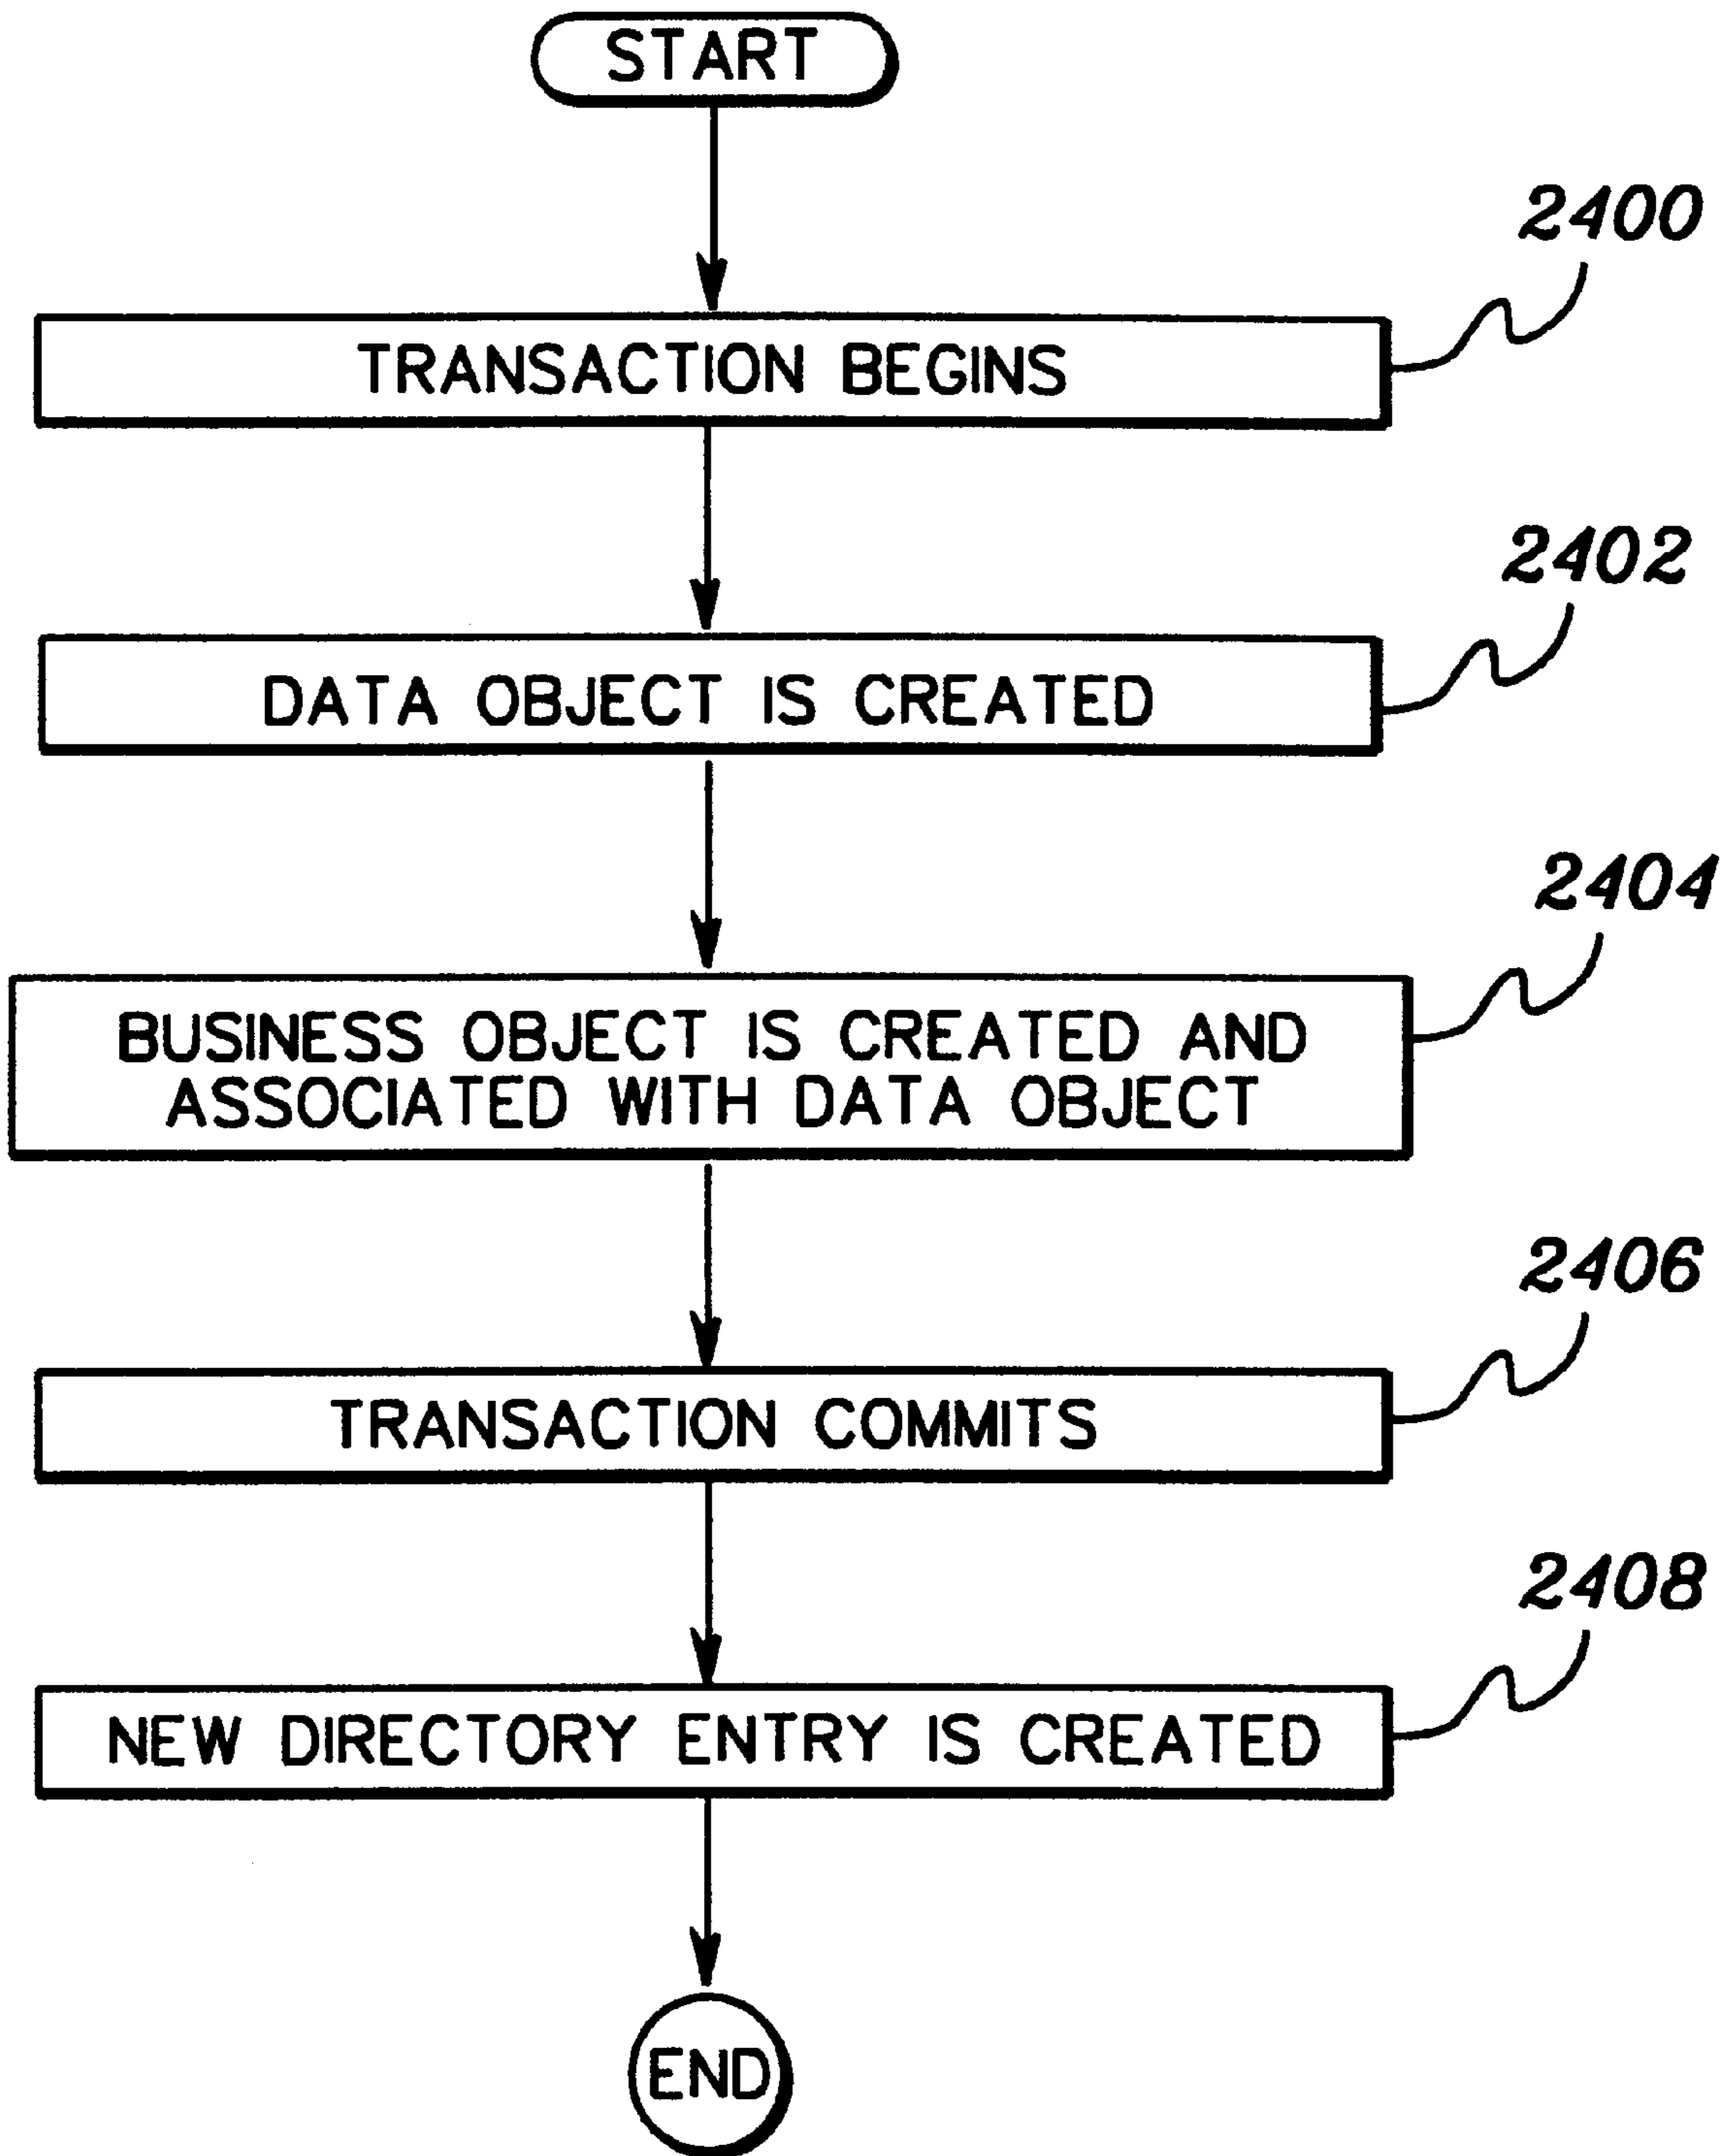 START
2400
TRANSACTION BEGINS
2402
DATA OBJECT IS CREATED
2404
BUSINESS OBJECT IS CREATED AND
ASSOCIATED WITH DATA OBJECT
2406
TRANSACTION COMMITS
2408
NEW DIRECTORY ENTRY IS CREATED
END